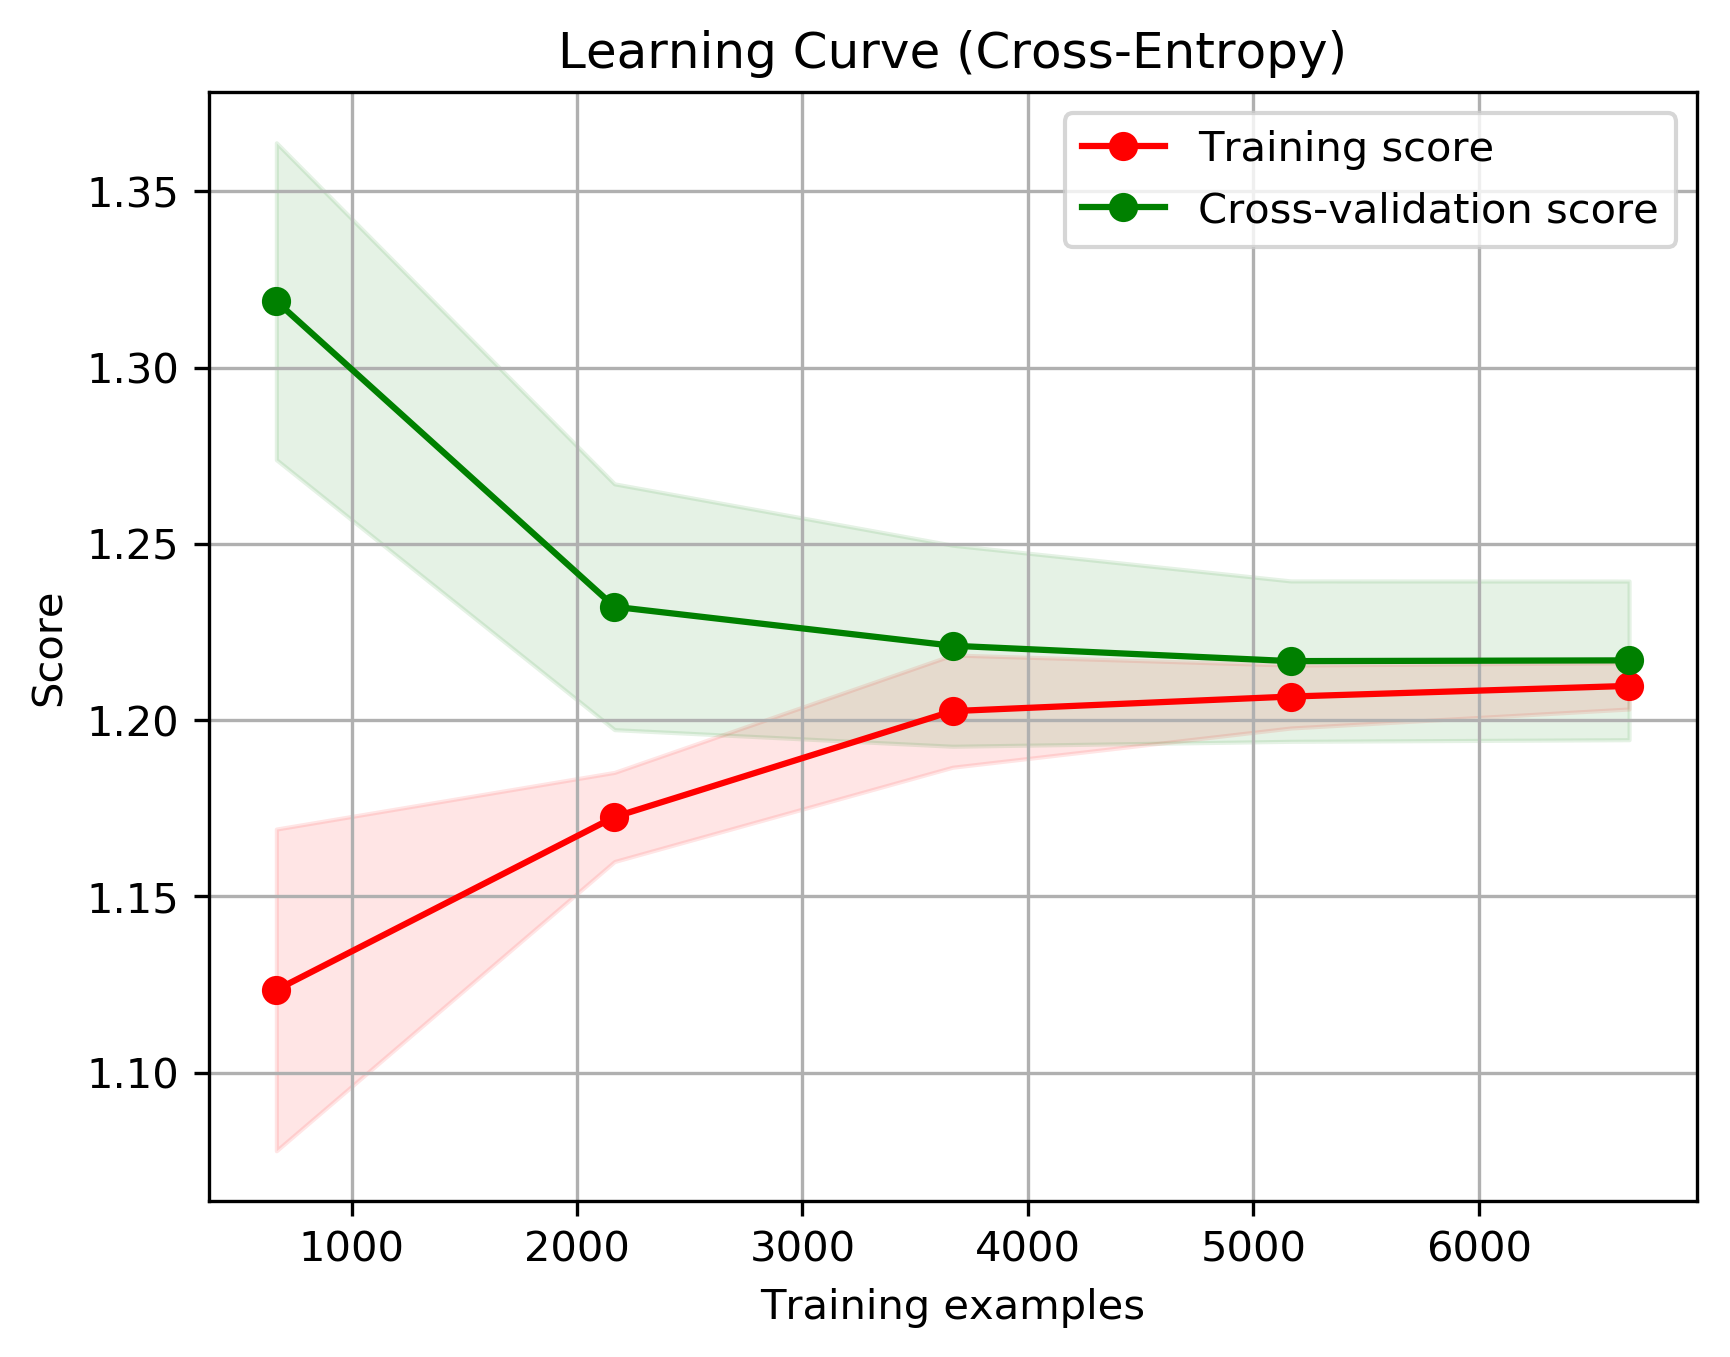 Learning Curve (Cross-Entropy)
Training score
Cross-validation score
1.35
1.30
1.25
1.20
1.15
1.10
Score
1000 2000 3000 4000 5000 6000
Training examples